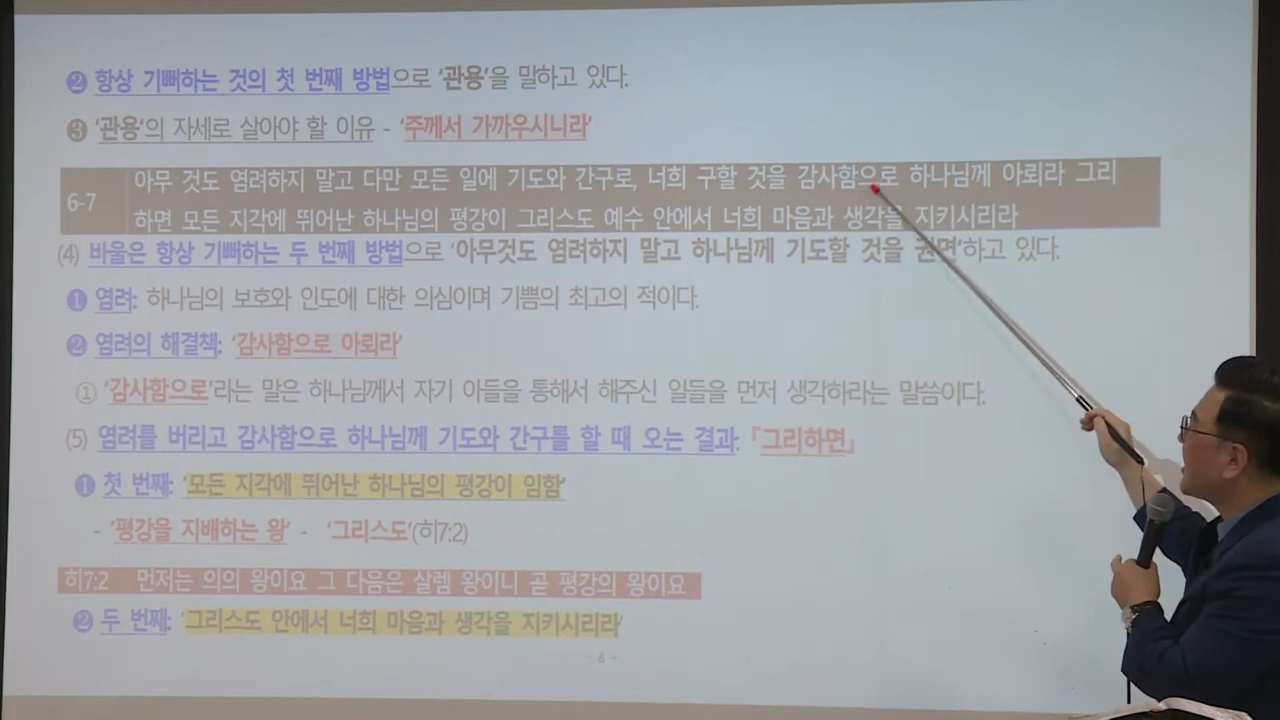 ❷ 항상 기뻐하는 것의 첫 번째 방법으로 '관용'을 말하고 있다.
❸ '관용'의 자세로 살아야 할 이유 - '주께서 가까우시니라'
6-7 아무 것도 염려하지 말고 다만 모든 일에 기도와 간구로, 너희 구할 것을 감사함으로 하나님께 아뢰라 그리
하면 모든 지각에 뛰어난 하나님의 평강이 그리스도 예수 안에서 너희 마음과 생각을 지키시리라
(4) 바울은 항상 기뻐하는 두 번째 방법으로 '아무것도 염려하지 말고 하나님께 기도할 것을 권면'하고 있다.
❶ 염려: 하나님의 보호와 인도에 대한 의심이며 기쁨의 최고의 적이다.
❷ 염려의 해결책: '감사함으로 아뢰라'
① '감사함으로'라는 말은 하나님께서 자기 아들을 통해서 해주신 일들을 먼저 생각하라는 말씀이다.
(5) 염려를 버리고 감사함으로 하나님께 기도와 간구를 할 때 오는 결과: 『그리하면』
❶ 첫 번째: '모든 지각에 뛰어난 하나님의 평강이 임함'
- '평강을 지배하는 왕' - '그리스도'(히7:2)
히7:2 먼저는 의의 왕이요 그 다음은 살렘 왕이니 곧 평강의 왕이요
❷ 두 번째: '그리스도 안에서 너희 마음과 생각을 지키시리라'
- 6 -